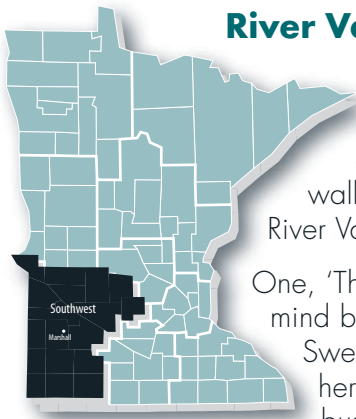 River Va
wall
River Va
One, ‘Th
mind b
Swe
her
Southwest
Marshall